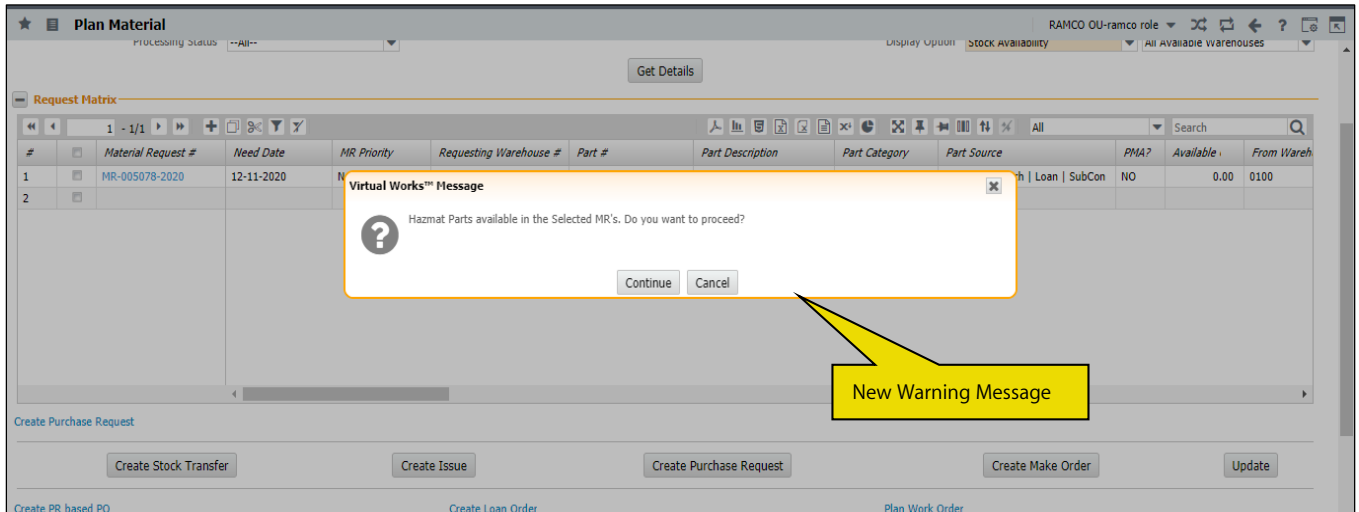 Plan Material
RAMCO OU-ramco role
Processing Status --All--
Display Option Stock Availability All Available Warehouses
Get Details
Request Matrix
1 - 1/1 All Search
# Material Request # Need Date MR Priority Requesting Warehouse # Part # Part Description Part Category Part Source PMA? Available From Wareh
1 MR-005078-2020 12-11-2020 N ch | Loan | SubCon NO 0.00 0100
2
Virtual Works™ Message
Hazmat Parts available in the Selected MR's. Do you want to proceed?
Continue Cancel
New Warning Message
Create Purchase Request
Create Stock Transfer Create Issue Create Purchase Request Create Make Order Update
Create PR based PO Create Loan Order Plan Work Order